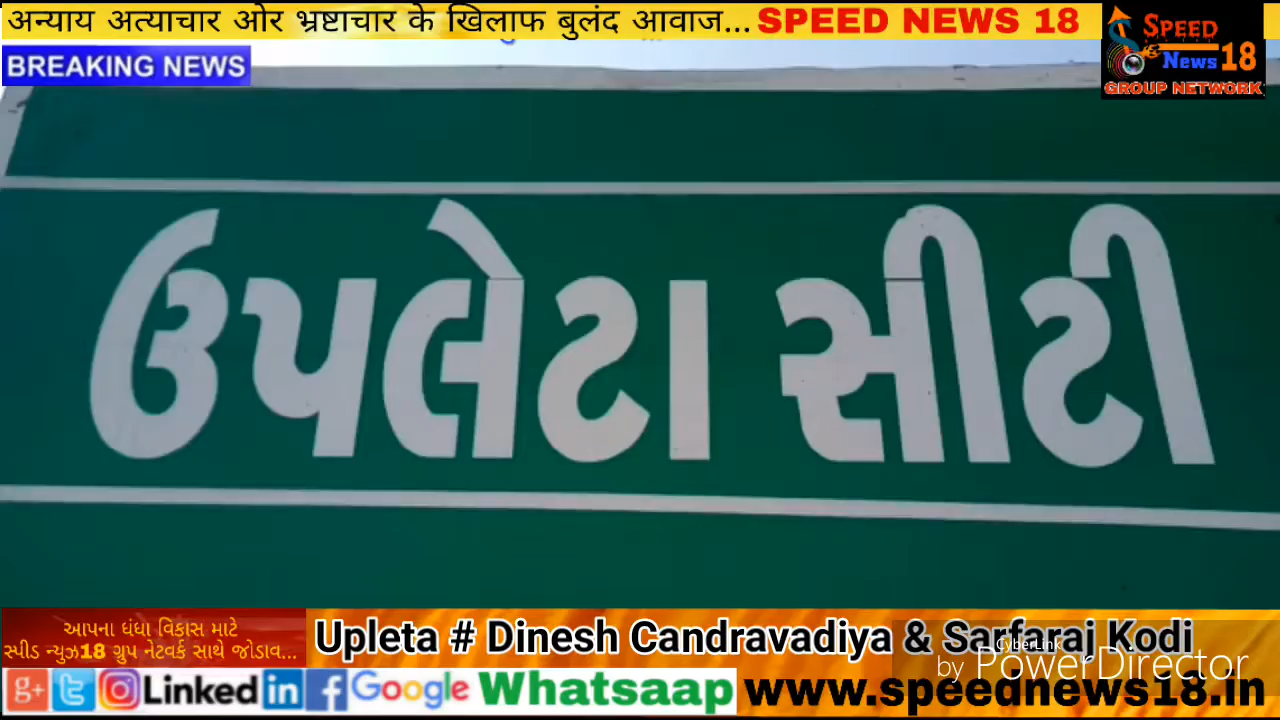 अन्याय अत्याचार ओर भ्रष्टाचार के खिलाफ बुलंद आवाज... SPEED NEWS 18
SPEED
News 18
GROUP NETWORK
BREAKING NEWS
ઉપલેટા સીટી
આપના ધંધા વિકાસ માટે
સ્પીડ ન્યુઝ18 ગ્રુપ નેટવર્ક સાથે જોડાવ...
Upleta # Dinesh Candravadiya & Sarfaraj Kodi
CyberLink
by PowerDirector
g+ Linked in f Google Whatsaap www.speednews18.in